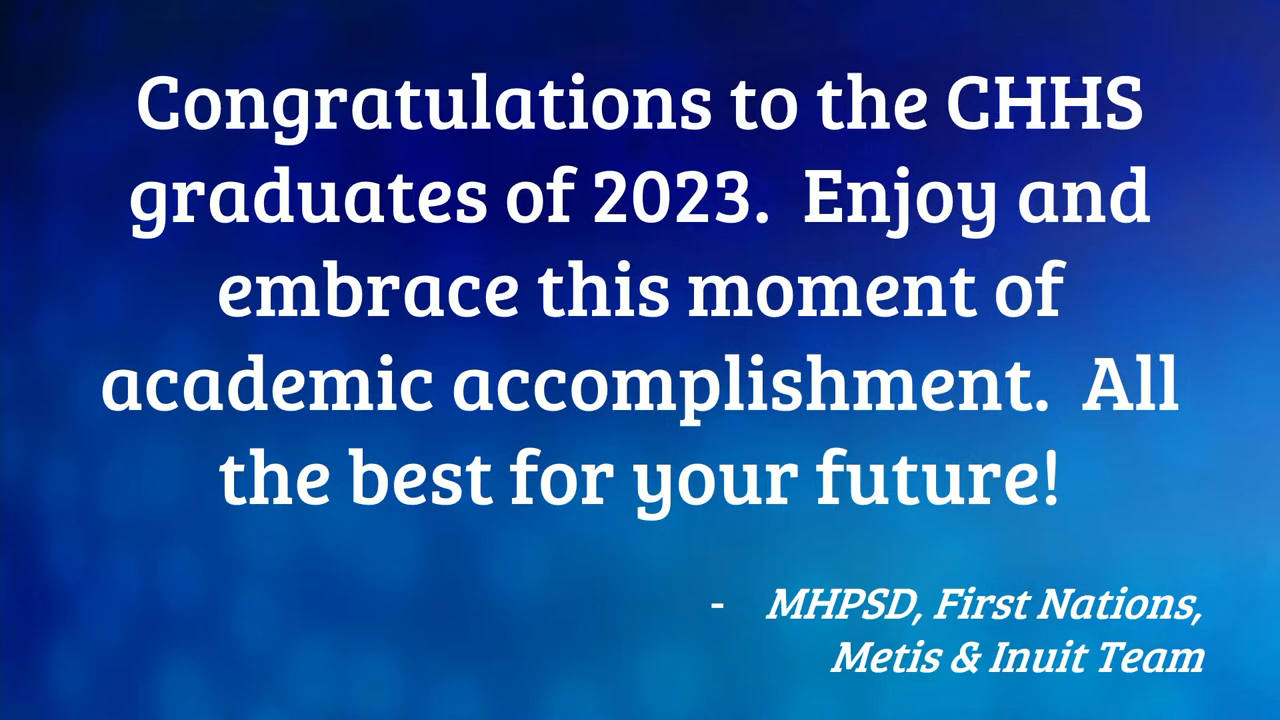 Congratulations to the CHHS
graduates of 2023.  Enjoy and
embrace this moment of
academic accomplishment.  All
the best for your future!
- MHPSD, First Nations,
Metis & Inuit Team